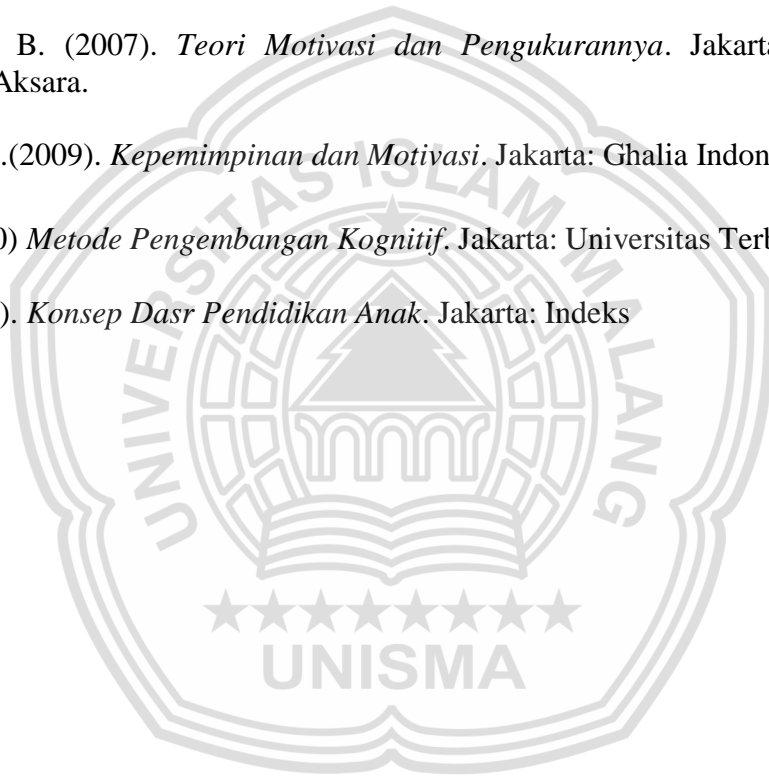 B. (2007). Teori Motivasi dan Pengukurannya. Jakarta
Aksara.
.(2009). Kepemimpinan dan Motivasi. Jakarta: Ghalia Indon
0) Metode Pengembangan Kognitif. Jakarta: Universitas Terb
). Konsep Dasr Pendidikan Anak. Jakarta: Indeks
UNIVERSITAS ISLAM MALANG
UNISMA